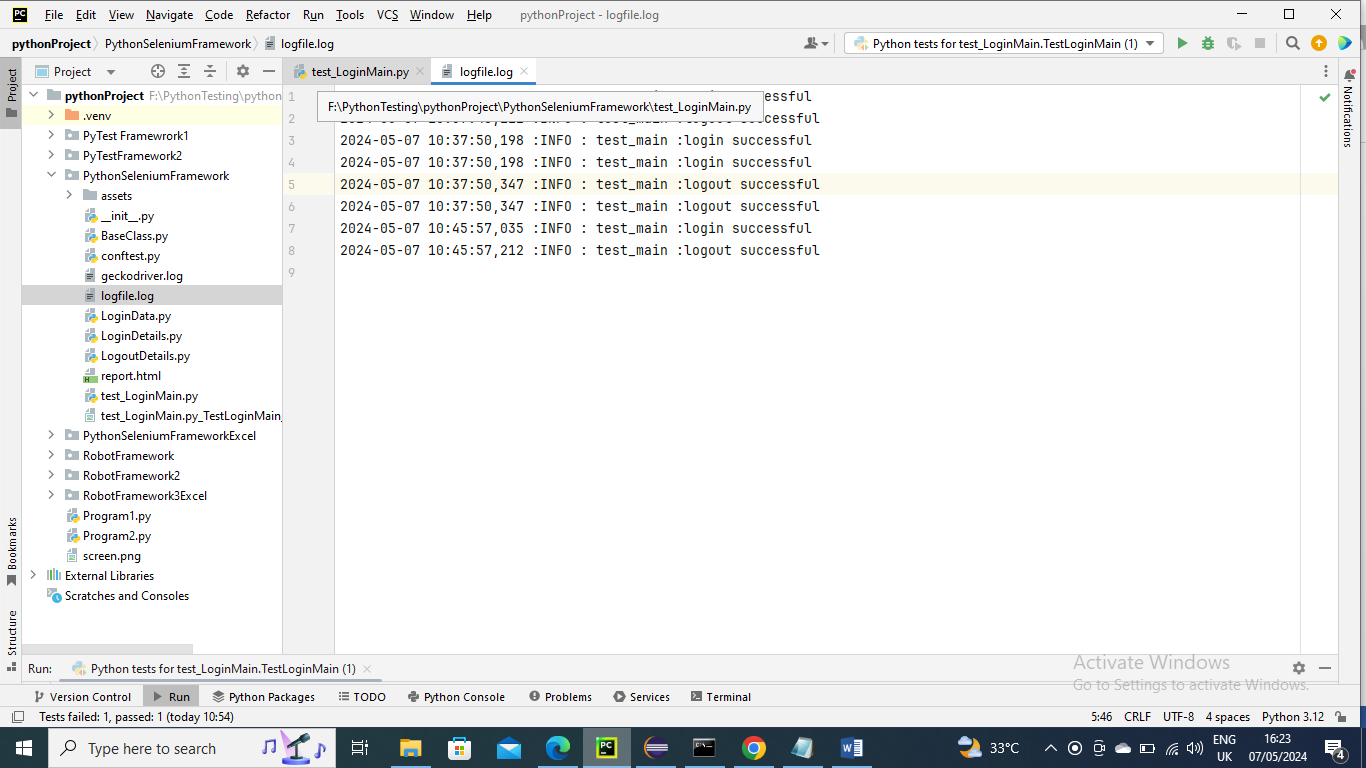 PC File Edit View Navigate Code Refactor Run Tools VCS Window Help pythonProject - logfile.log
pythonProject PythonSeleniumFramework logfile.log Python tests for test_LoginMain.TestLoginMain (1)
Project
Project
test_LoginMain.py logfile.log
pythonProject F:\PythonTesting\python
.venv
PyTest Framewrork1
PyTestFramework2
PythonSeleniumFramework
assets
__init__.py
BaseClass.py
conftest.py
geckodriver.log
logfile.log
LoginData.py
LoginDetails.py
LogoutDetails.py
report.html
test_LoginMain.py
test_LoginMain.py_TestLoginMain_
PythonSeleniumFrameworkExcel
RobotFramework
RobotFramework2
RobotFramework3Excel
Program1.py
Program2.py
screen.png
External Libraries
Scratches and Consoles
Bookmarks
Structure
Notifications
F:\PythonTesting\pythonProject\PythonSeleniumFramework\test_LoginMain.py
1
2
3 2024-05-07 10:37:50,198 :INFO : test_main :login successful
4 2024-05-07 10:37:50,198 :INFO : test_main :login successful
5 2024-05-07 10:37:50,347 :INFO : test_main :logout successful
6 2024-05-07 10:37:50,347 :INFO : test_main :logout successful
7 2024-05-07 10:45:57,035 :INFO : test_main :login successful
8 2024-05-07 10:45:57,212 :INFO : test_main :logout successful
9
Run: Python tests for test_LoginMain.TestLoginMain (1)
Activate Windows
Go to Settings to activate Windows.
Version Control Run Python Packages TODO Python Console Problems Services Terminal
Tests failed: 1, passed: 1 (today 10:54) 5:46 CRLF UTF-8 4 spaces Python 3.12
Type here to search PC 33°C ENG 16:23
UK 07/05/2024 4